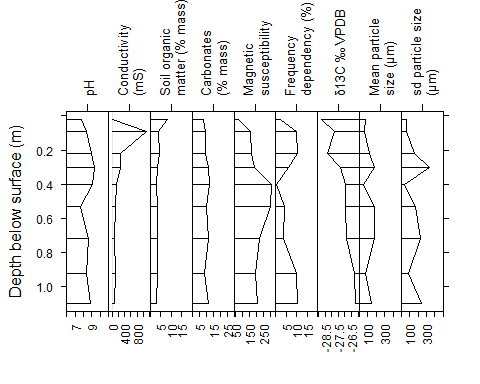 pH
Conductivity
(mS)
Soil organic
matter (% mass)
Carbonates
(% mass)
Magnetic
susceptibility
Frequency
dependency (%)
δ13C ‰ VPDB
Mean particle
size (μm)
sd particle size
(μm)
Depth below surface (m)
0.2
0.4
0.6
0.8
1.0
7 9
0 400 800
5 10 15
5 15 25
50 150 250
5 10 15
-28.5 -27.5 -26.5
100 300
100 300